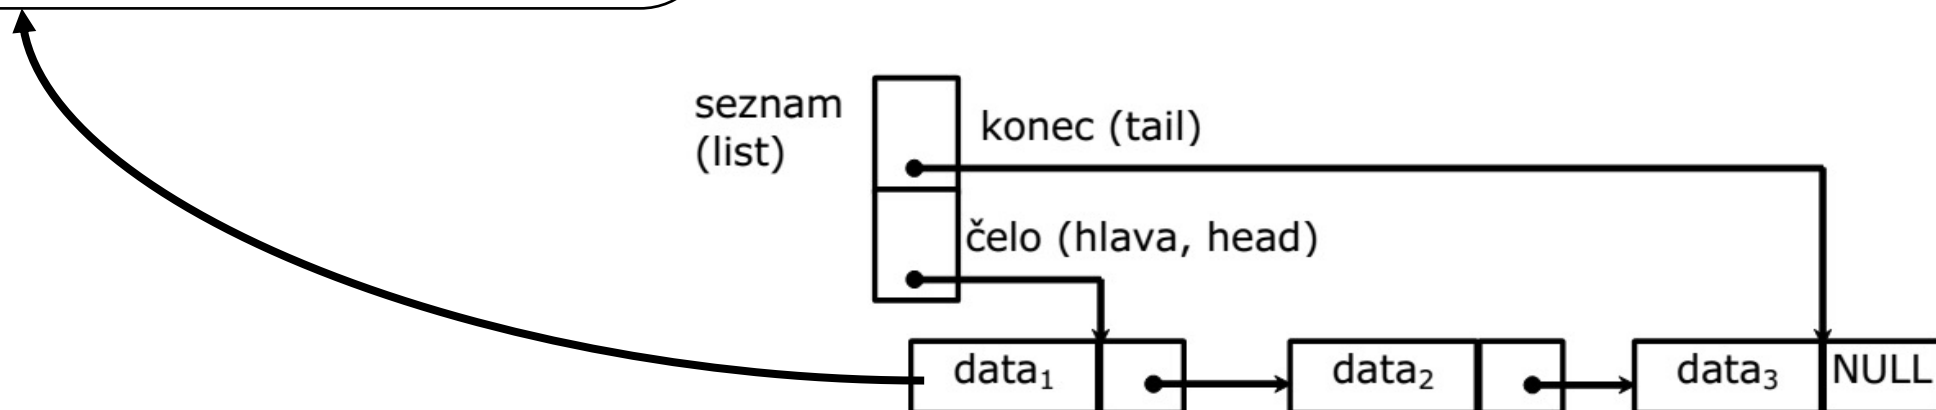 seznam
(list)
konec (tail)
čelo (hlava, head)
data₁
data₂
data₃
NULL